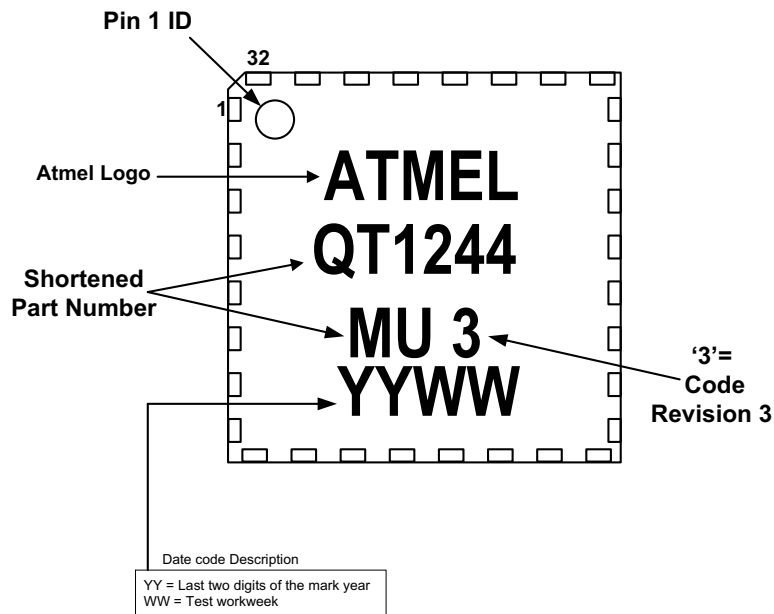 Pin 1 ID
32
1
Atmel Logo
ATMEL
QT1244
Shortened
Part Number
MU 3
‘3’=
Code
Revision 3
YYWW
Date code Description
YY = Last two digits of the mark year
WW = Test workweek